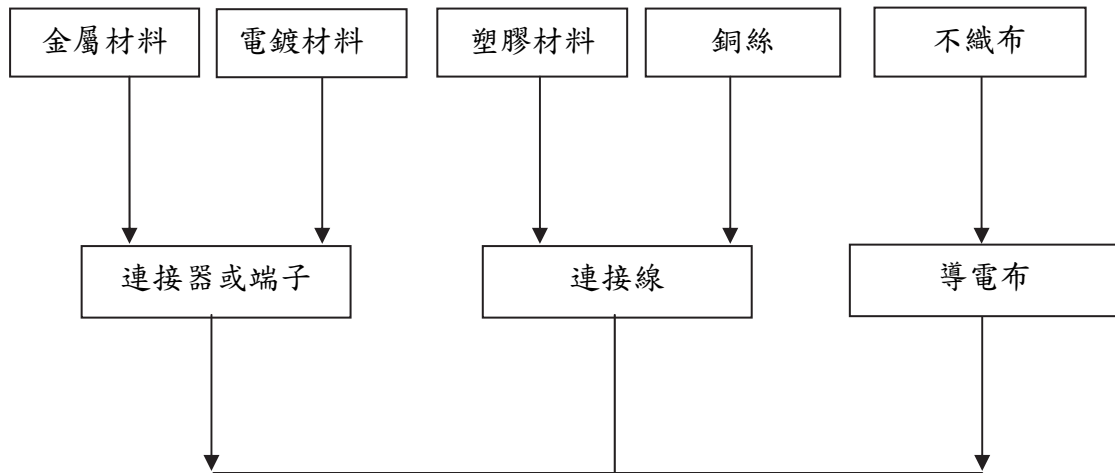 金屬材料
電鍍材料
塑膠材料
銅絲
不織布
連接器或端子
連接線
導電布